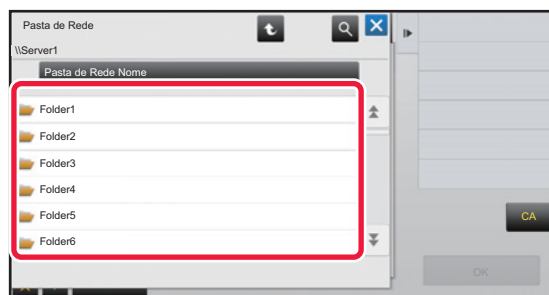 Pasta de Rede
\\Server1
Pasta de Rede Nome
Folder1
Folder2
Folder3
Folder4
Folder5
Folder6
CA
OK